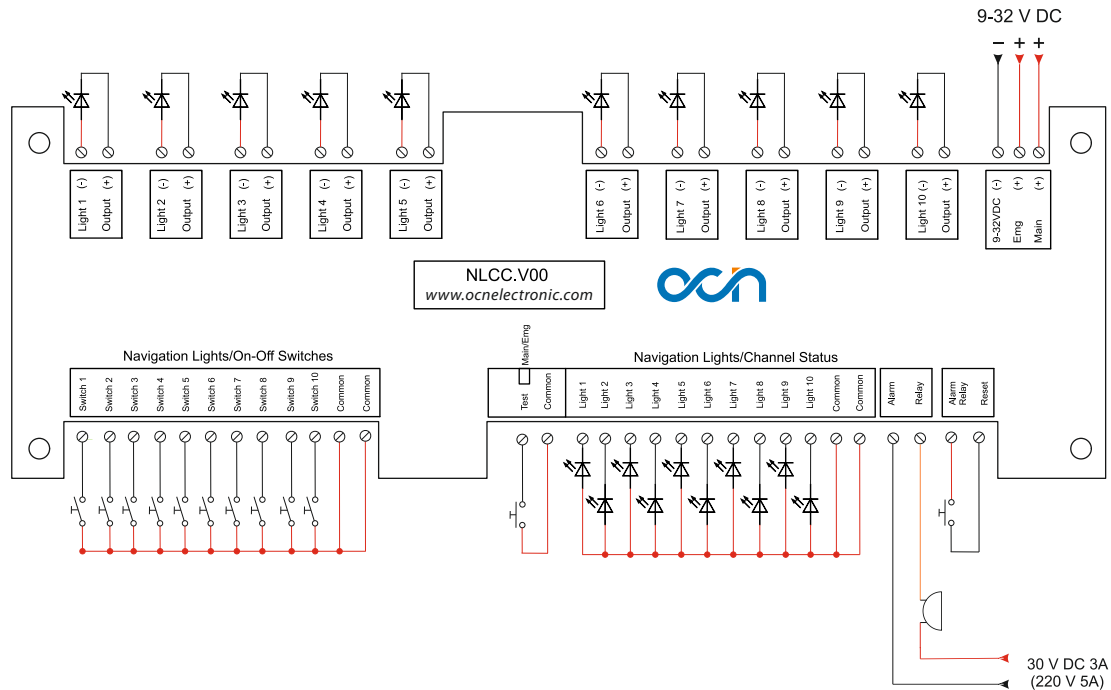 9-32 V DC
− + +
Light 1 (-)
Output (+)
Light 2 (-)
Output (+)
Light 3 (-)
Output (+)
Light 4 (-)
Output (+)
Light 5 (-)
Output (+)
Light 6 (-)
Output (+)
Light 7 (-)
Output (+)
Light 8 (-)
Output (+)
Light 9 (-)
Output (+)
Light 10 (-)
Output (+)
9-32VDC (-)
Emg (+)
Main (+)
NLCC.V00
www.ocnelectronic.com
ocn
Navigation Lights/On-Off Switches
Switch 1
Switch 2
Switch 3
Switch 4
Switch 5
Switch 6
Switch 7
Switch 8
Switch 9
Switch 10
Common
Common
Main/Emg
Test
Common
Navigation Lights/Channel Status
Light 1
Light 2
Light 3
Light 4
Light 5
Light 6
Light 7
Light 8
Light 9
Light 10
Common
Common
Alarm
Relay
Alarm
Relay
Reset
30 V DC 3A
(220 V 5A)